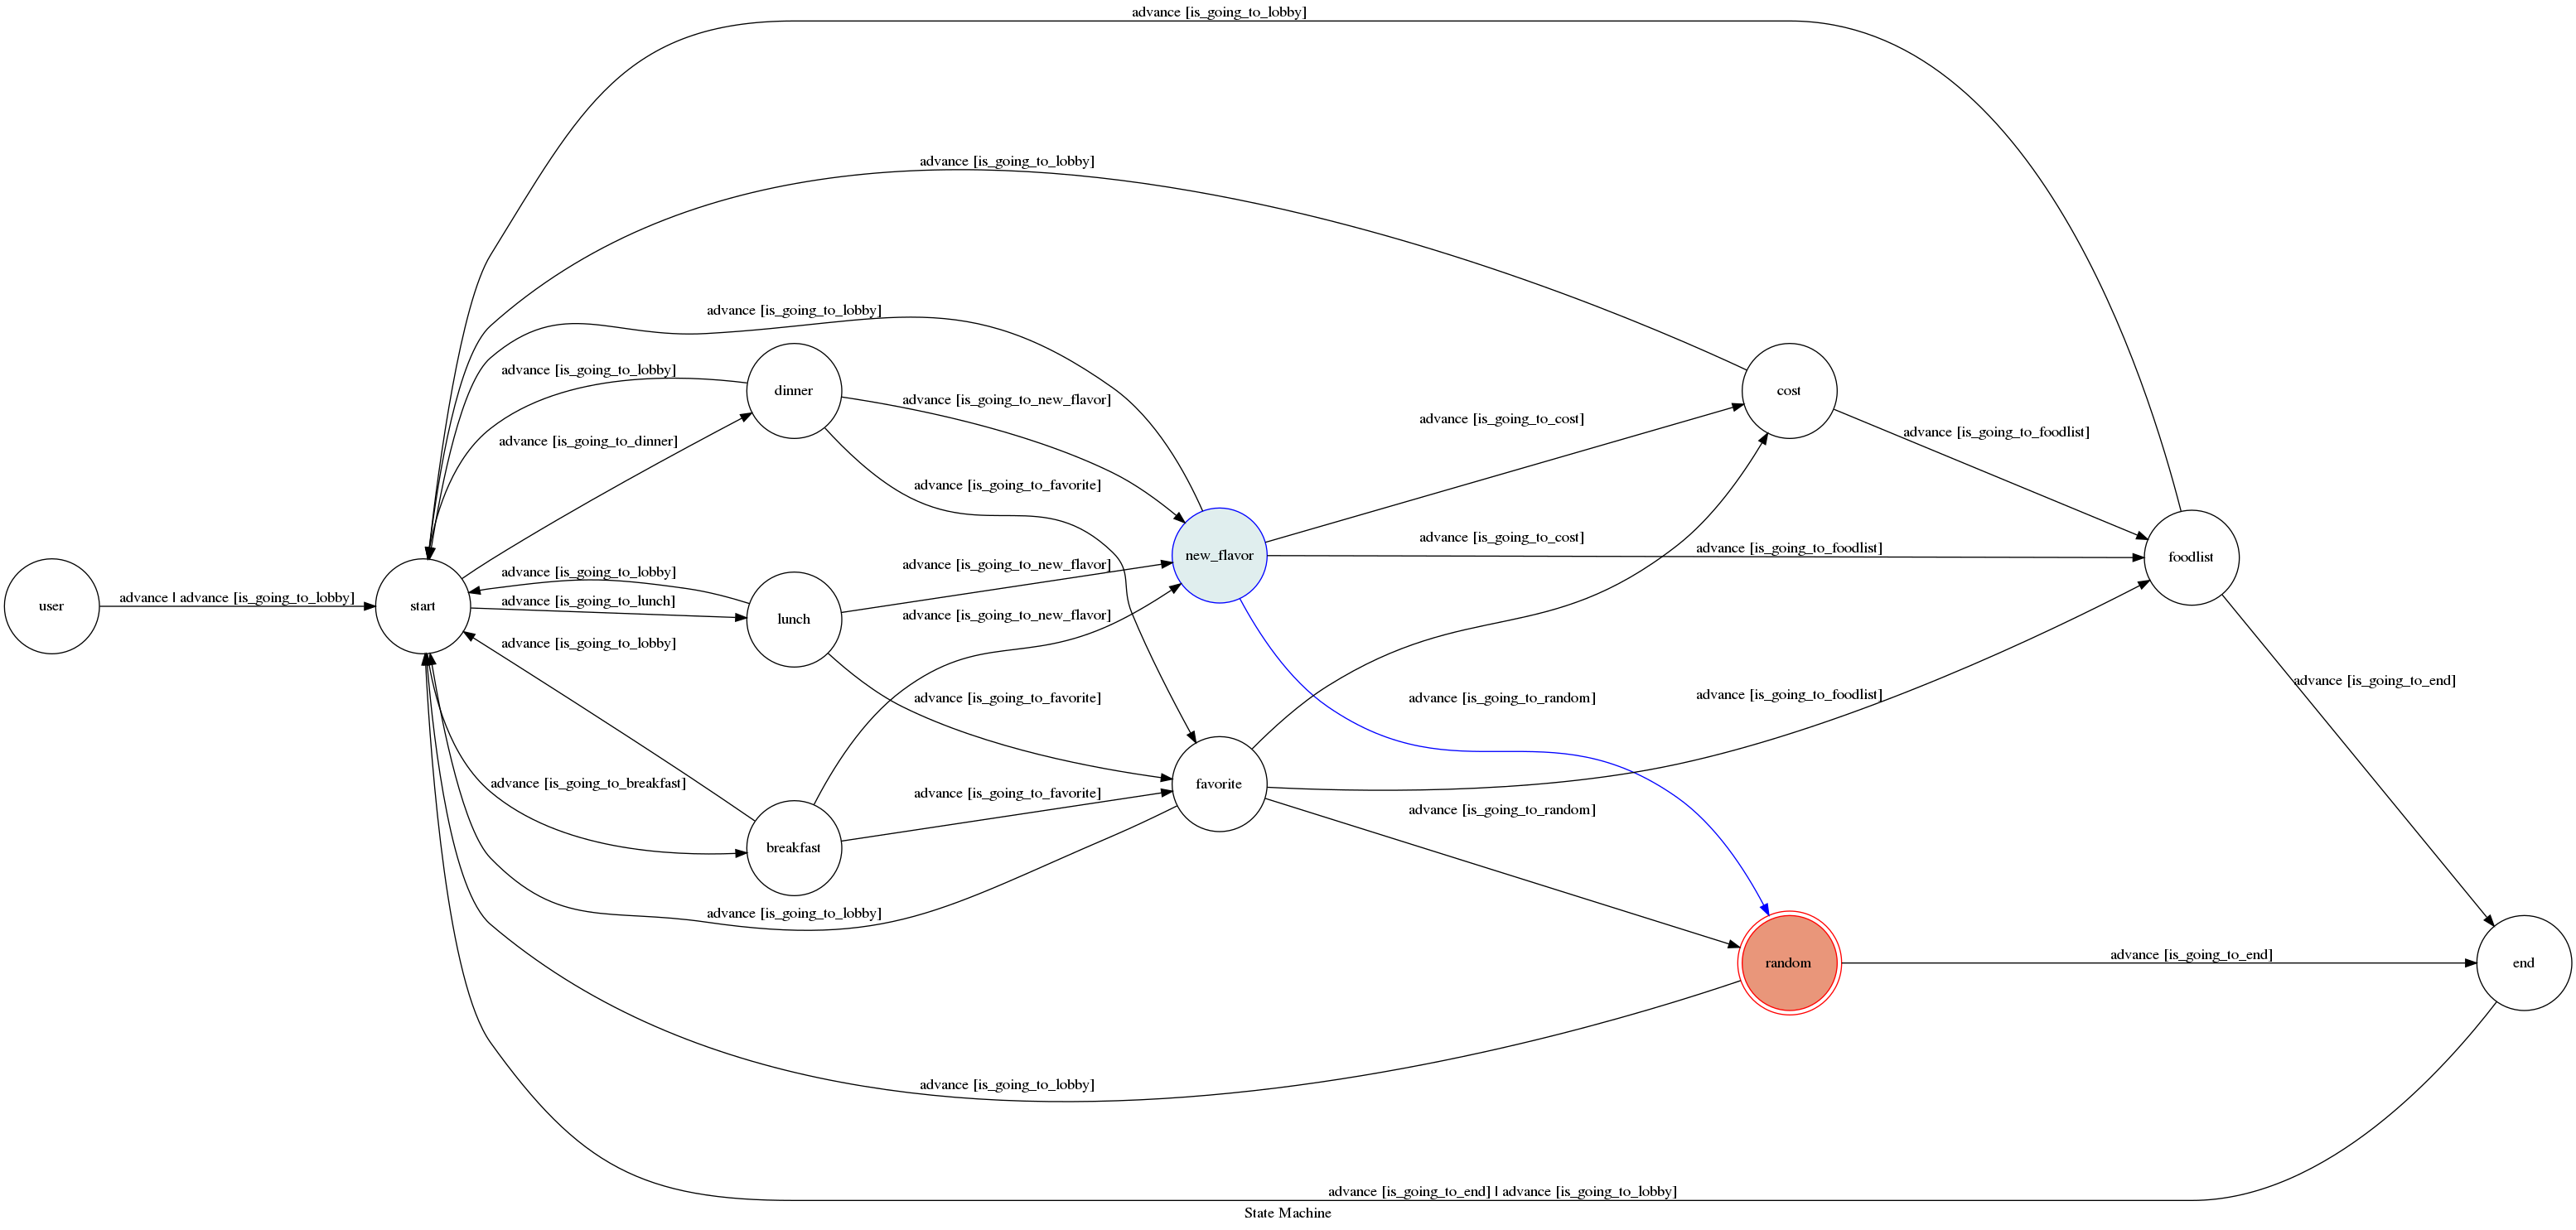 advance [is_going_to_lobby]
advance [is_going_to_lobby]
advance [is_going_to_lobby]
advance [is_going_to_lobby]
dinner
cost
advance [is_going_to_new_flavor]
advance [is_going_to_cost]
advance [is_going_to_foodlist]
advance [is_going_to_dinner]
advance [is_going_to_favorite]
advance [is_going_to_cost]
advance [is_going_to_foodlist]
new_flavor
foodlist
advance [is_going_to_new_flavor]
advance [is_going_to_lobby]
user
advance | advance [is_going_to_lobby]
start
advance [is_going_to_lunch]
lunch
advance [is_going_to_new_flavor]
advance [is_going_to_lobby]
advance [is_going_to_end]
advance [is_going_to_favorite]
advance [is_going_to_random]
advance [is_going_to_foodlist]
advance [is_going_to_breakfast]
favorite
advance [is_going_to_favorite]
advance [is_going_to_random]
breakfast
advance [is_going_to_lobby]
random
advance [is_going_to_end]
end
advance [is_going_to_lobby]
advance [is_going_to_end] | advance [is_going_to_lobby]
State Machine